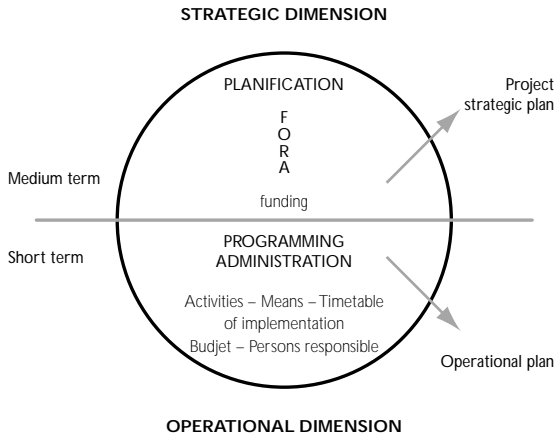 STRATEGIC DIMENSION
PLANIFICATION
F
O
R
A
Project
strategic plan
Medium term
funding
Short term
PROGRAMMING
ADMINISTRATION
Activities – Means – Timetable
of implementation
Budjet – Persons responsible
Operational plan
OPERATIONAL DIMENSION